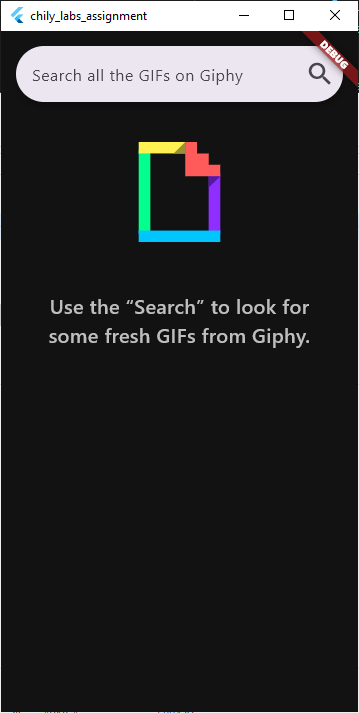 chily_labs_assignment
DEBUG
Search all the GIFs on Giphy
Use the “Search” to look for
some fresh GIFs from Giphy.